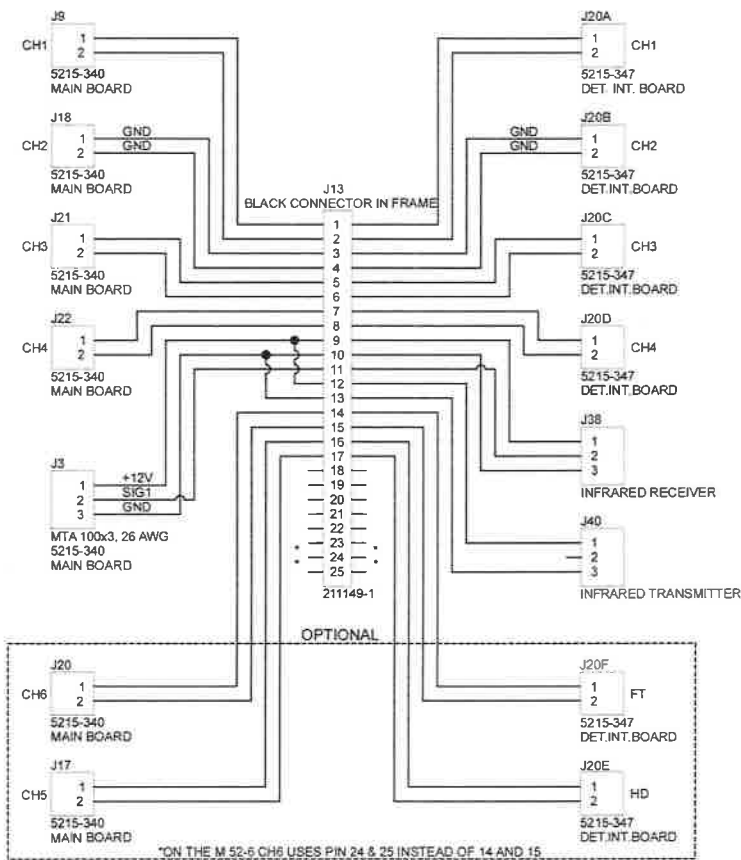 J9
CH1
1
2
5215-340
MAIN BOARD
J18
GND
GND
CH2
1
2
5215-340
MAIN BOARD
J21
CH3
1
2
5215-340
MAIN BOARD
J22
CH4
1
2
5215-340
MAIN BOARD
J3
1
2
3
+12V
SIG1
GND
MTA 100x3, 26 AWG
5215-340
MAIN BOARD
J13
BLACK CONNECTOR IN FRAME
1
2
3
4
5
6
7
8
9
10
11
12
13
14
15
16
17
18
19
20
21
22
23
* 24 *
* 25 *
211149-1
J20A
1
2
CH1
5215-347
DET. INT. BOARD
J20B
GND
GND
1
2
CH2
5215-347
DET.INT.BOARD
J20C
1
2
CH3
5215-347
DET.INT.BOARD
J20D
1
2
CH4
5215-347
DET.INT.BOARD
J38
1
2
3
INFRARED RECEIVER
J40
1
2
3
INFRARED TRANSMITTER
OPTIONAL
J20
CH6
1
2
5215-340
MAIN BOARD
J17
CH5
1
2
5215-340
MAIN BOARD
J20F
1
2
FT
5215-347
DET.INT.BOARD
J20E
1
2
HD
5215-347
DET.INT.BOARD
*ON THE M 52-6 CH6 USES PIN 24 & 25 INSTEAD OF 14 AND 15